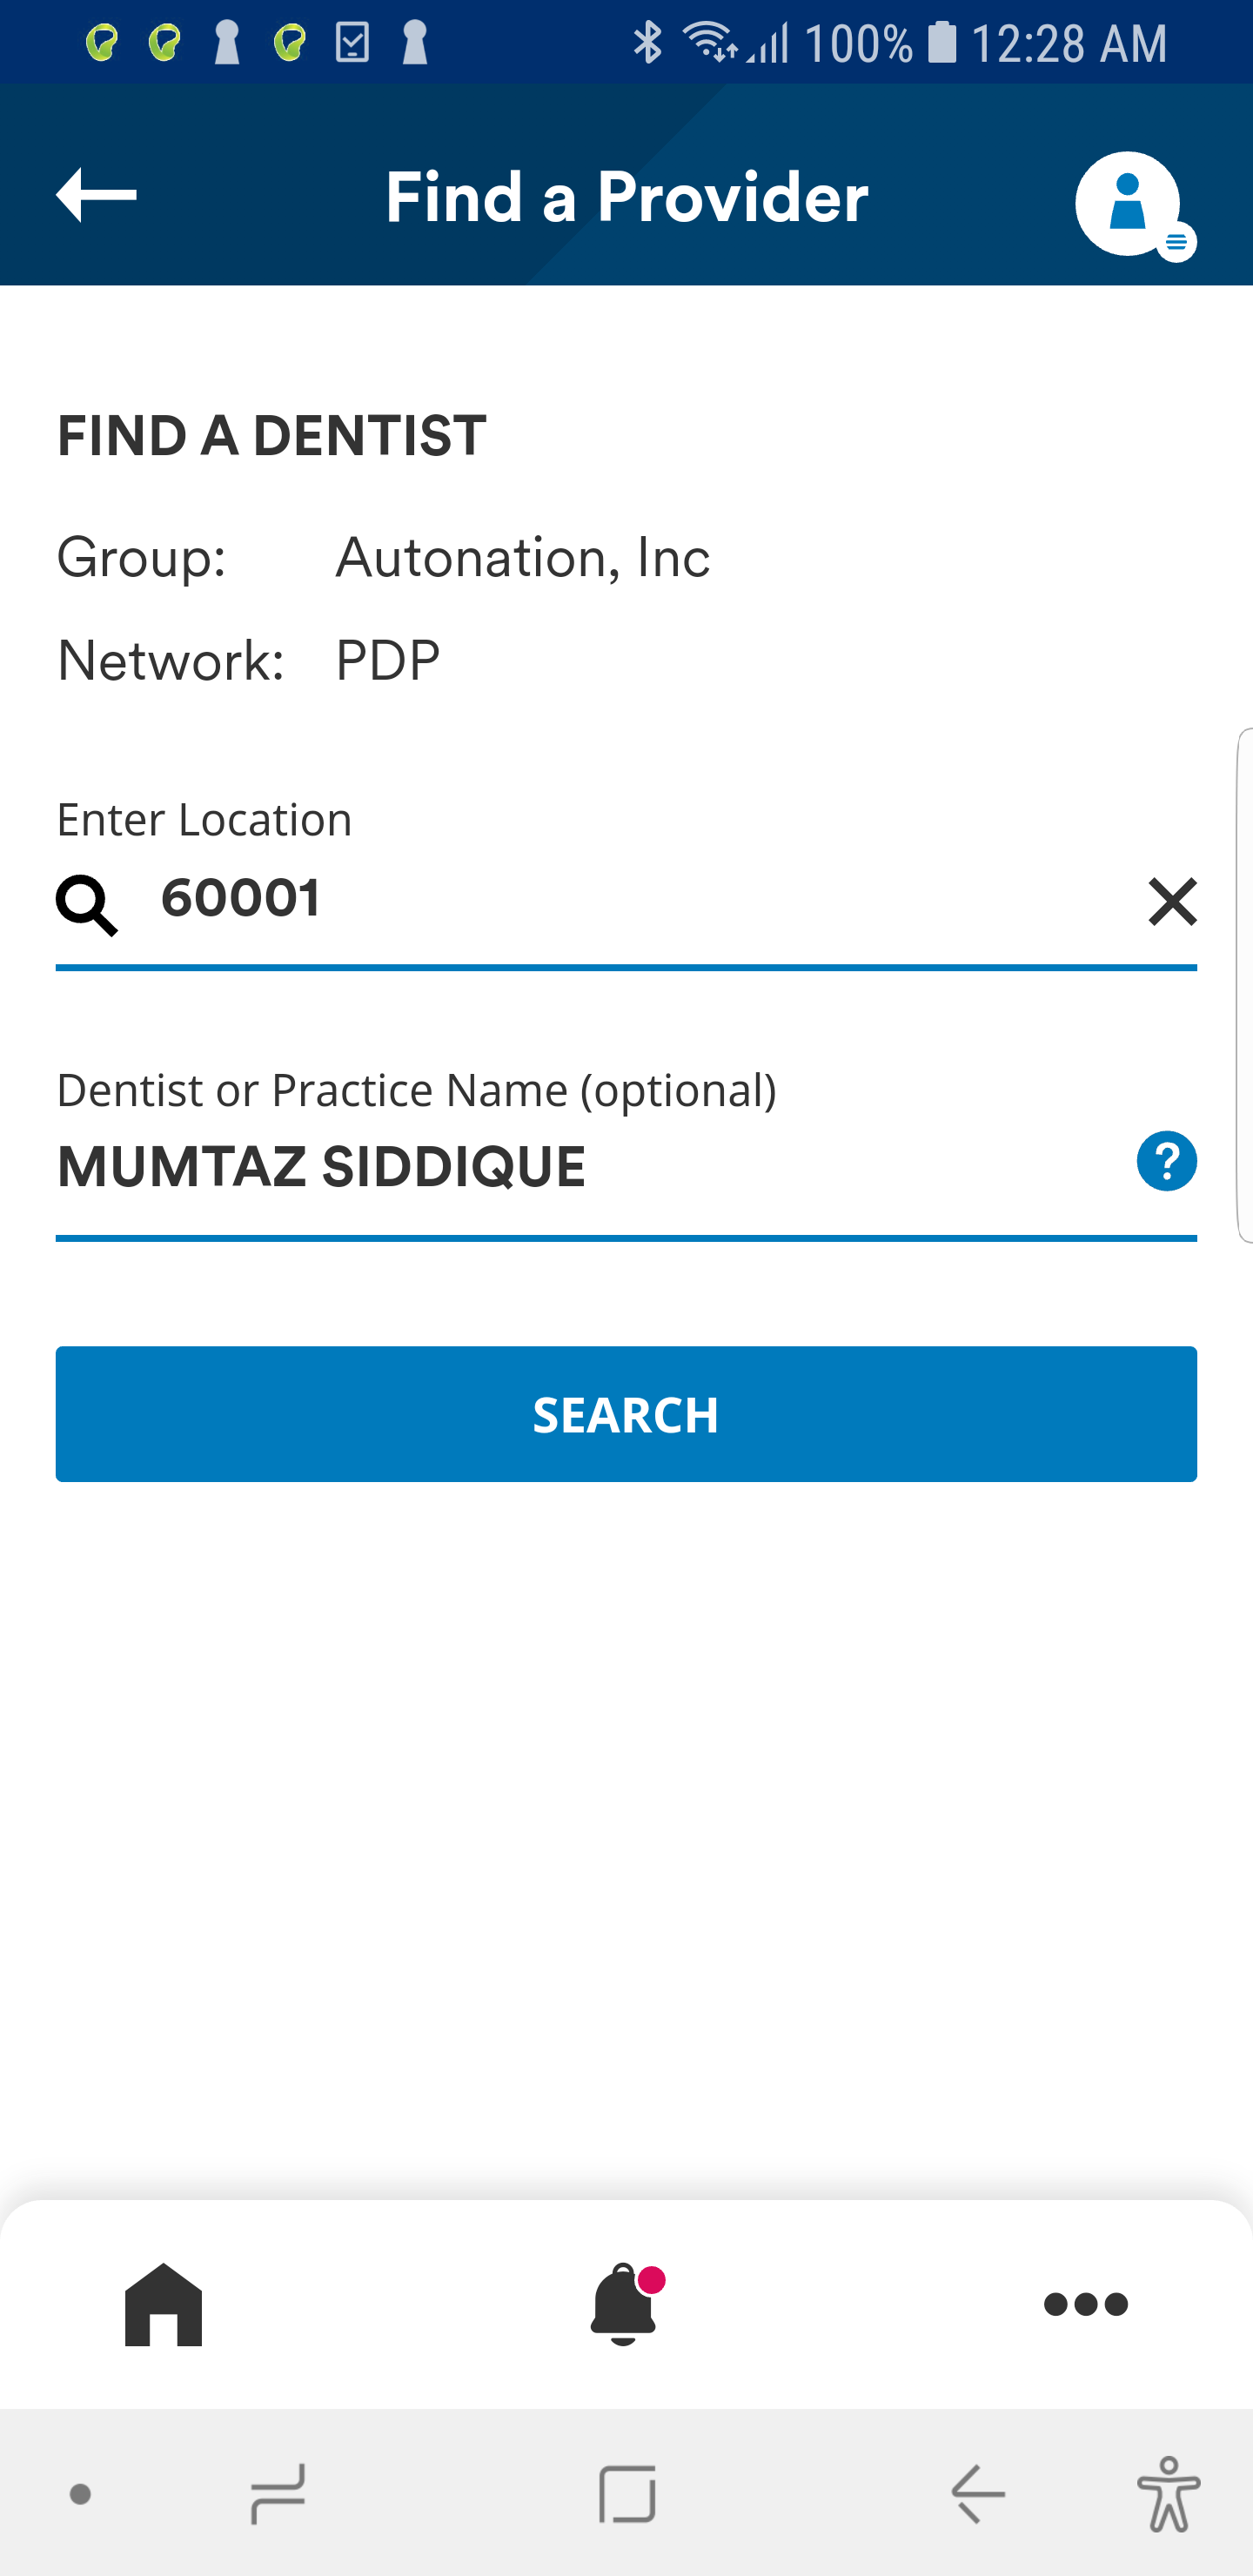 100% 12:28 AM
Find a Provider
FIND A DENTIST
Group: Autonation, Inc
Network: PDP
Enter Location
60001
Dentist or Practice Name (optional)
MUMTAZ SIDDIQUE
?
SEARCH